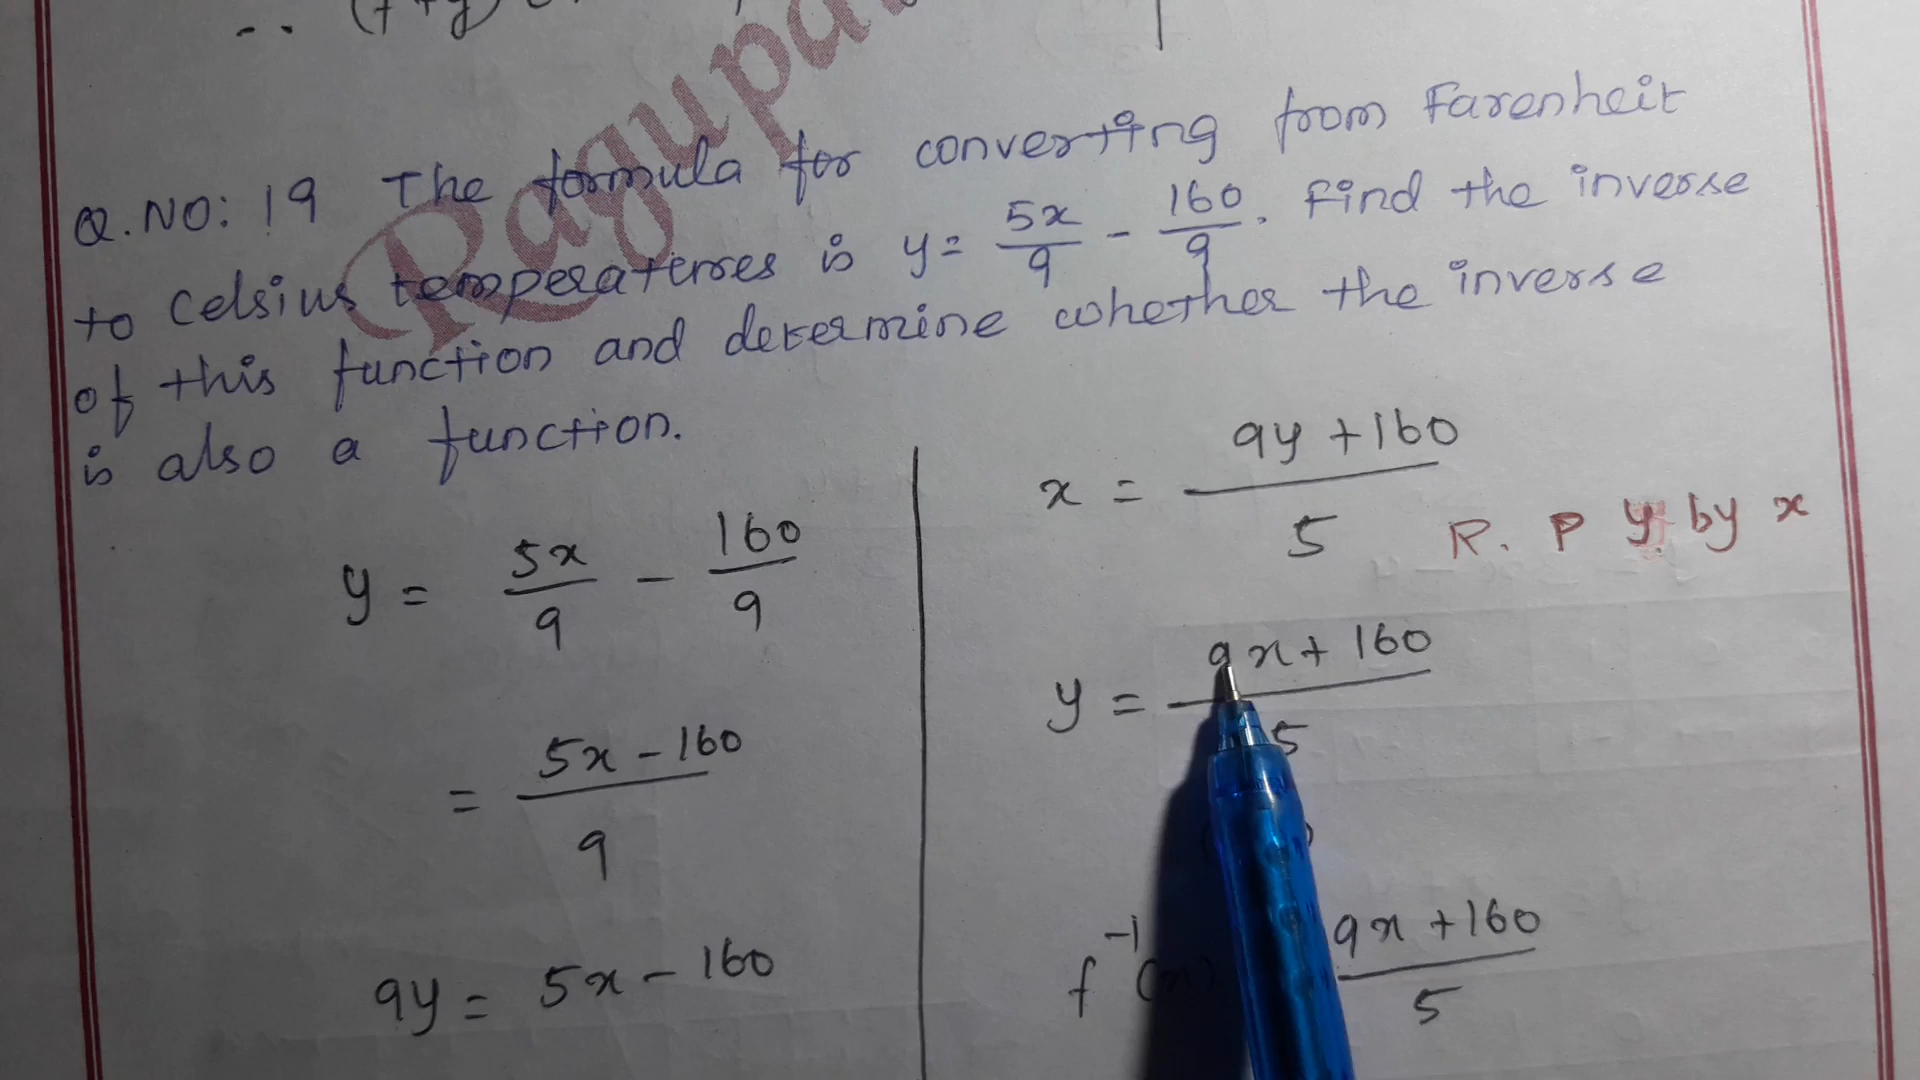 Q.NO: 19 The formula for converting from Farenheit
to Celsius temperatures is y = 5x/9 - 160/9. Find the inverse
of this function and determine whether the inverse
is also a function.
y = 5x/9 - 160/9
= 5x - 160 / 9
9y = 5x - 160
x = 9y + 160 / 5
R. P y by x
y = 9x + 160 / 5
f⁻¹(x) 9x + 160 / 5